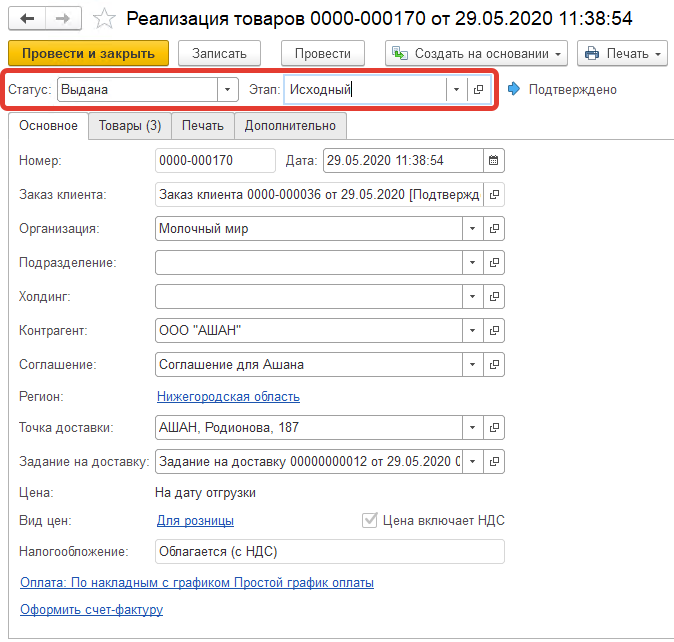 Реализация товаров 0000-000170 от 29.05.2020 11:38:54
Провести и закрыть Записать Провести Создать на основании Печать
Статус: Выдана Этап: Исходный Подтверждено
Основное Товары (3) Печать Дополнительно
Номер: 0000-000170 Дата: 29.05.2020 11:38:54
Заказ клиента: Заказ клиента 0000-000036 от 29.05.2020 [Подтвержд
Организация: Молочный мир
Подразделение:
Холдинг:
Контрагент: ООО "АШАН"
Соглашение: Соглашение для Ашана
Регион: Нижегородская область
Точка доставки: АШАН, Родионова, 187
Задание на доставку: Задание на доставку 00000000012 от 29.05.2020 0
Цена: На дату отгрузки
Вид цен: Для розницы Цена включает НДС
Налогообложение: Облагается (с НДС)
Оплата: По накладным с графиком Простой график оплаты
Оформить счет-фактуру